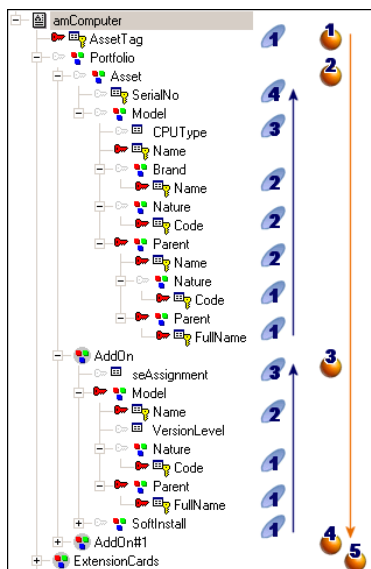 amComputer
AssetTag 1 1
Portfolio
Asset 2
SerialNo 4
Model
CPUType 3
Name
Brand
Name 2
Nature
Code 2
Parent
Name 2
Nature
Code 1
Parent
FullName 1
AddOn 3
seAssignment 3
Model
Name 2
VersionLevel
Nature
Code 1
Parent
FullName 1
SoftInstall 1
AddOn#1 4
ExtensionCards 5